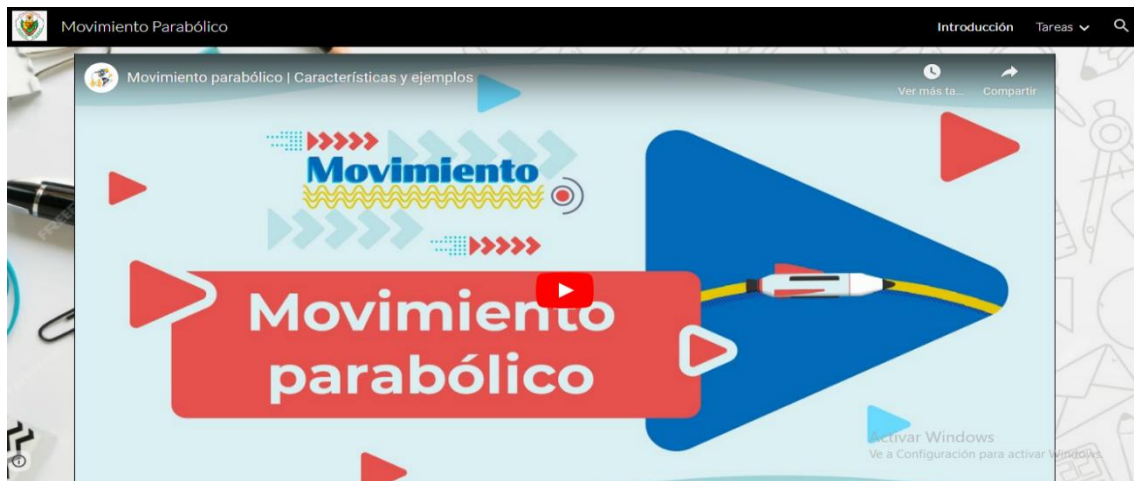 Movimiento Parabólico
Introducción
Tareas
Movimiento parabólico | Características y ejemplos
Ver más ta...
Compartir
Movimiento
Movimiento
parabólico
Activar Windows
Ve a Configuración para activar Windows.